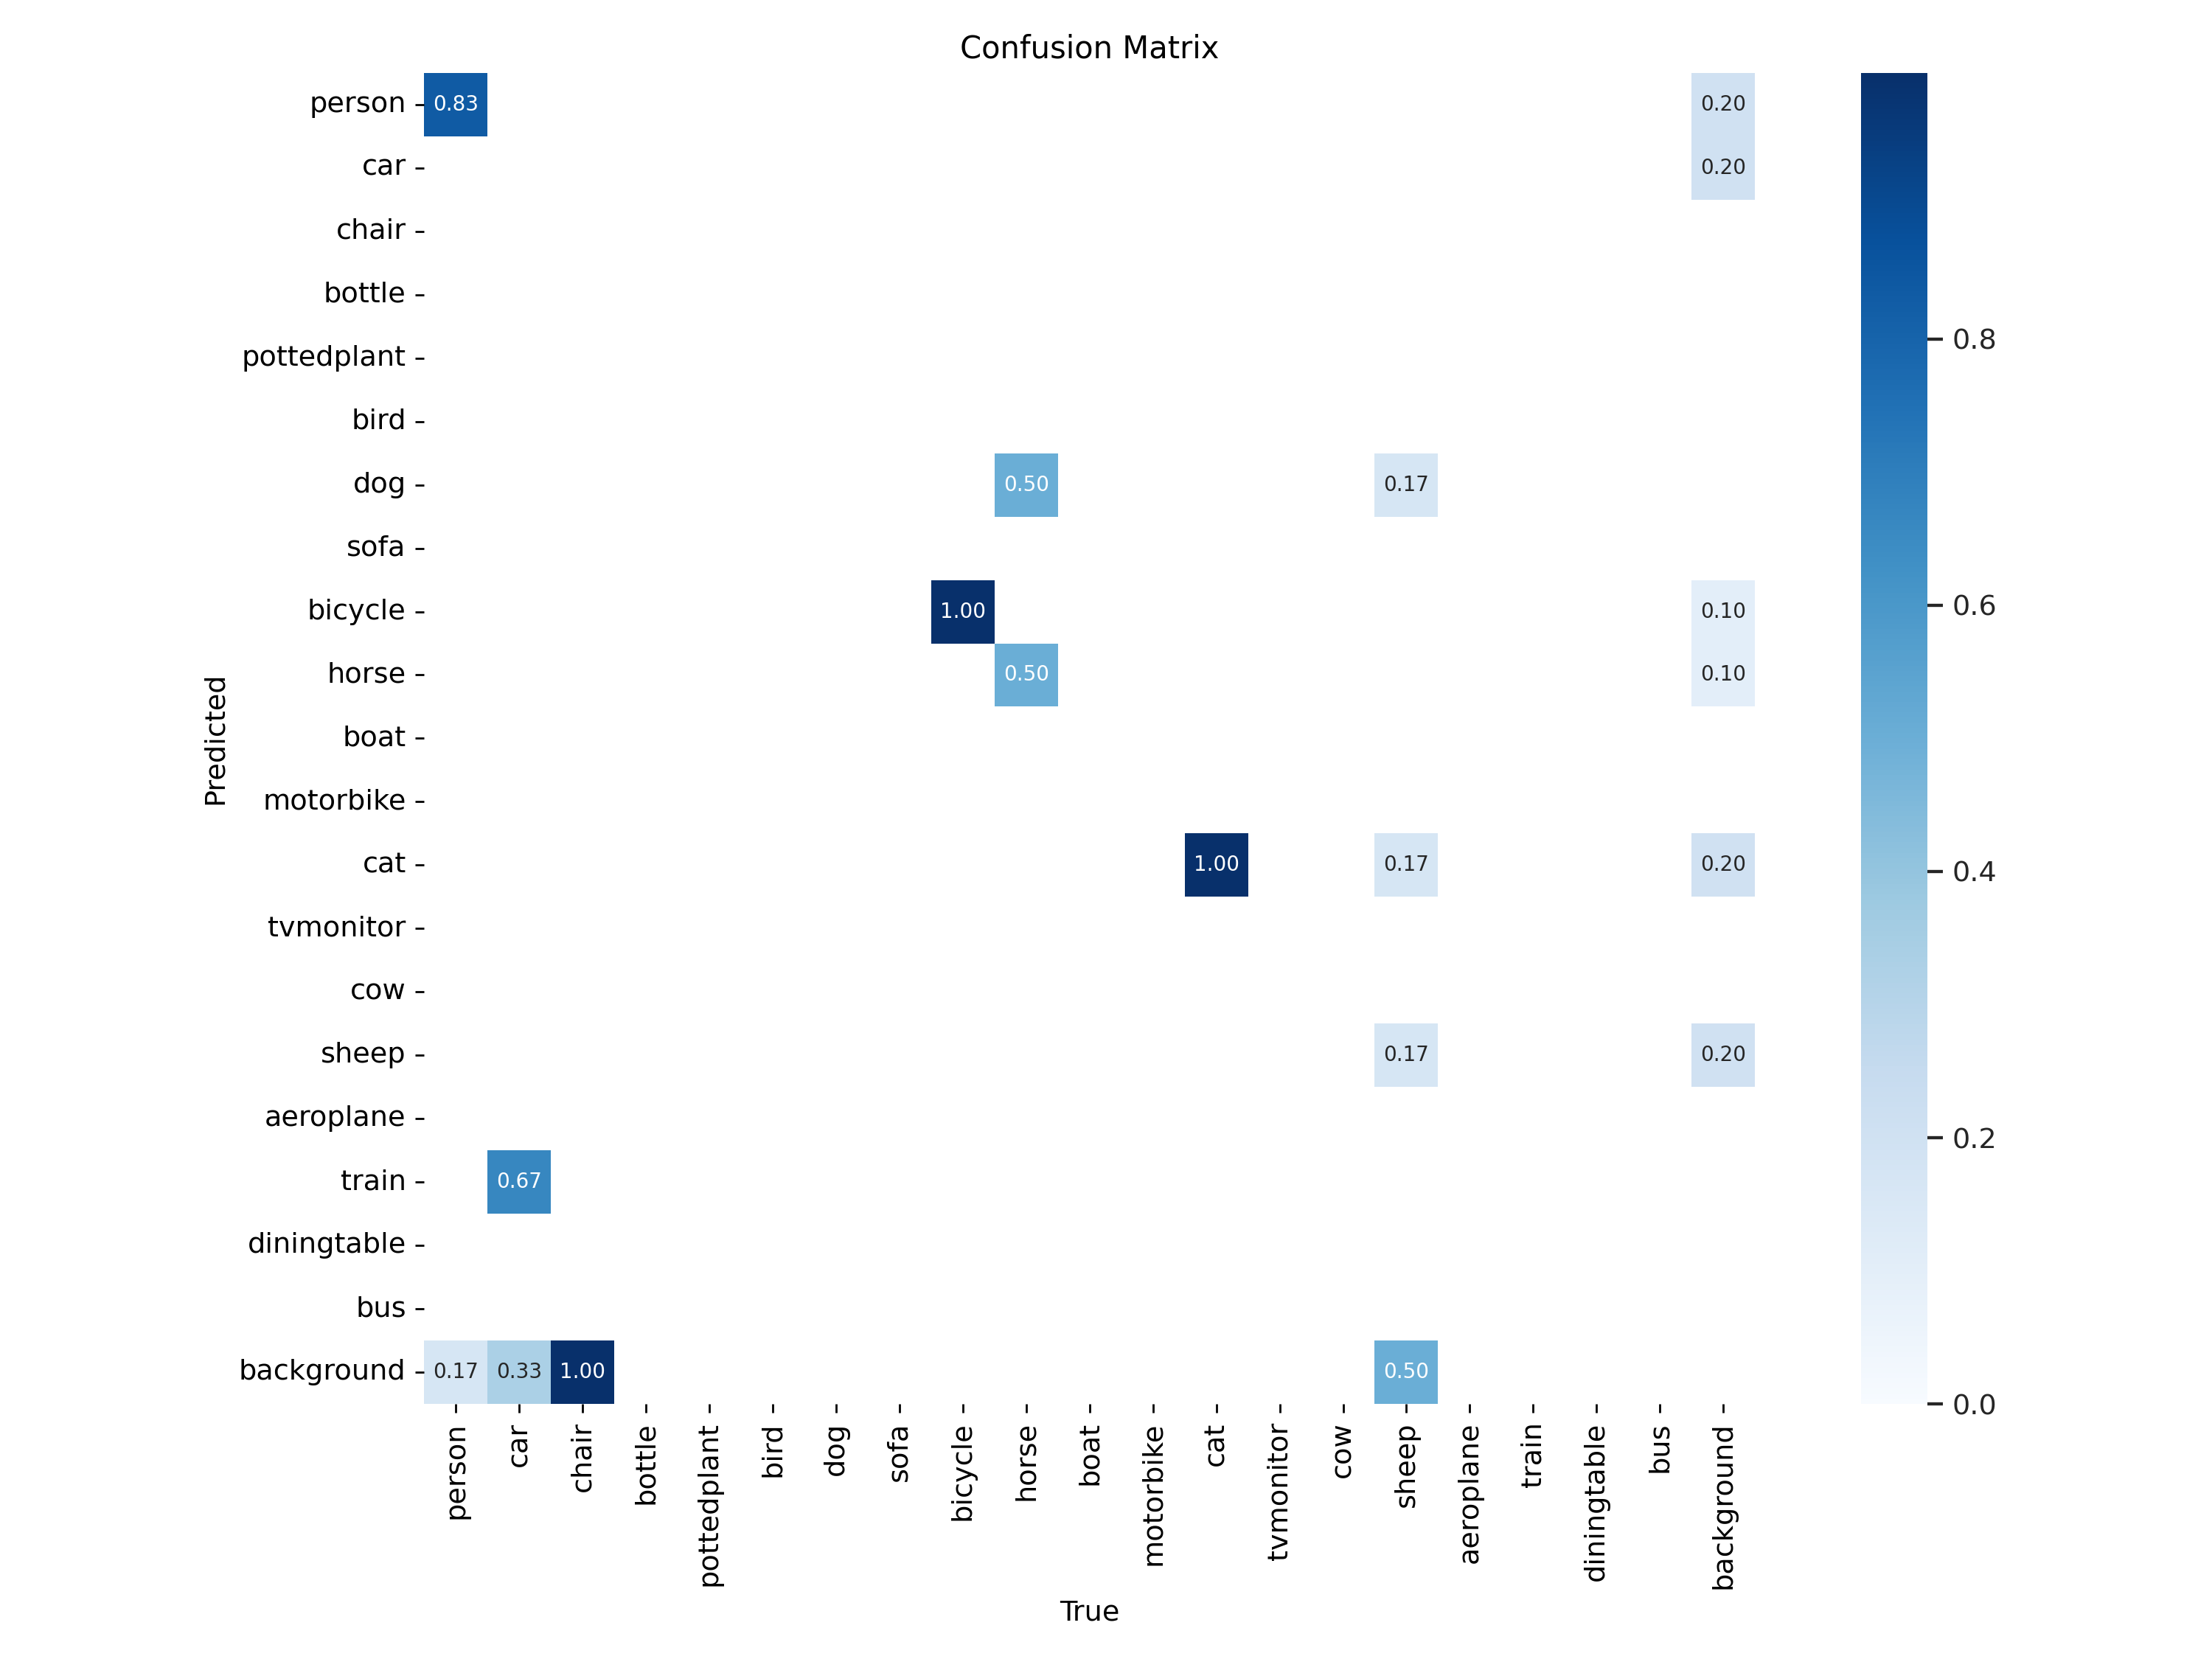 Confusion Matrix
person 0.83 0.20
car 0.20
chair
bottle
pottedplant
bird
dog 0.50 0.17
sofa
bicycle 1.00 0.10
horse 0.50 0.10
boat
motorbike
cat 1.00 0.17 0.20
tvmonitor
cow
sheep 0.17 0.20
aeroplane
train 0.67
diningtable
bus
background 0.17 0.33 1.00 0.50
Predicted
person
car
chair
bottle
pottedplant
bird
dog
sofa
bicycle
horse
boat
motorbike
cat
tvmonitor
cow
sheep
aeroplane
train
diningtable
bus
background
True
0.8
0.6
0.4
0.2
0.0